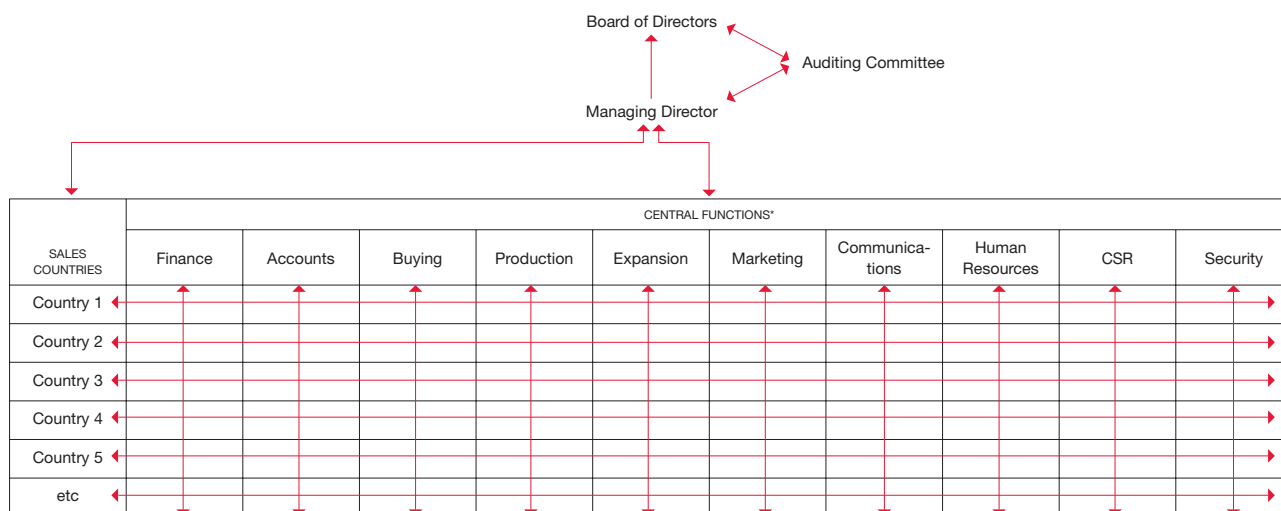 Board of Directors
Auditing Committee
Managing Director
CENTRAL FUNCTIONS*
SALES
COUNTRIES
Finance
Accounts
Buying
Production
Expansion
Marketing
Communica-
tions
Human
Resources
CSR
Security
Country 1
Country 2
Country 3
Country 4
Country 5
etc